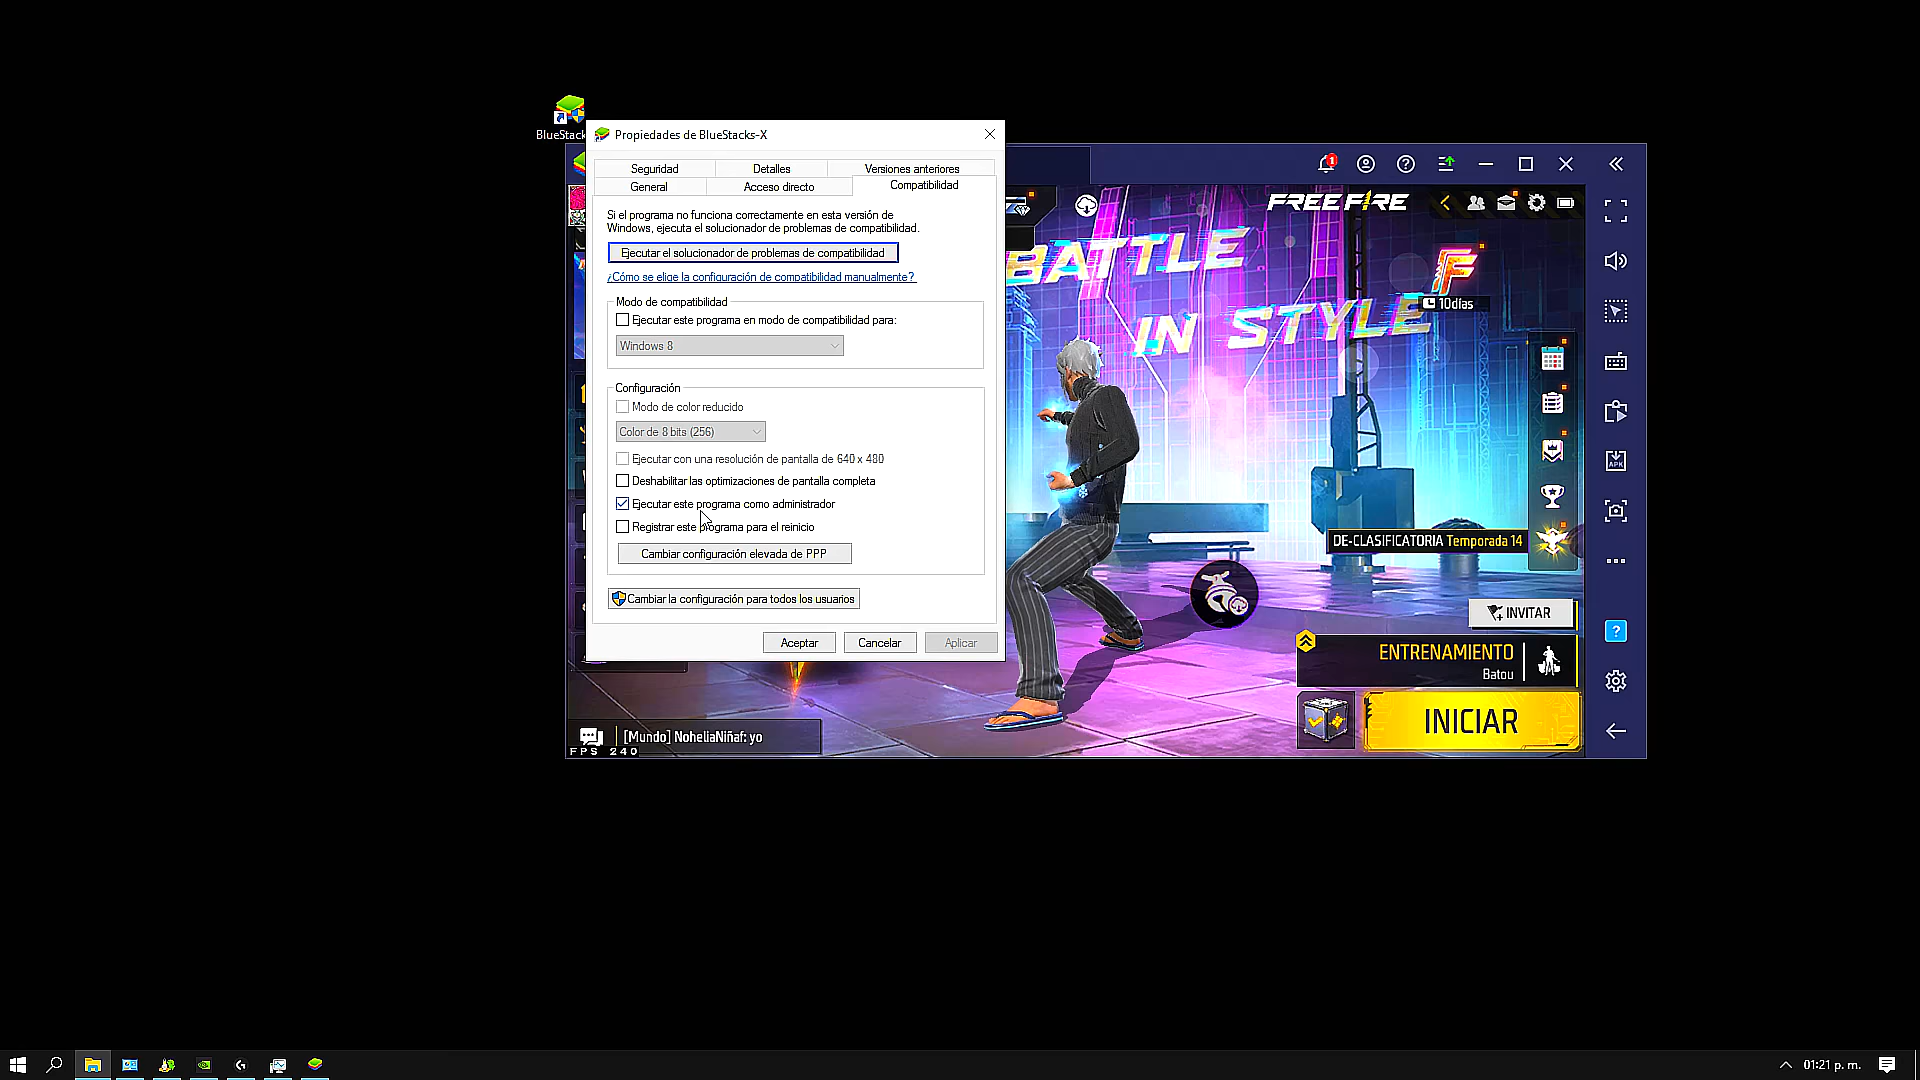 BlueStack
Propiedades de BlueStacks-X
Seguridad
Detalles
Versiones anteriores
General
Acceso directo
Compatibilidad
Si el programa no funciona correctamente en esta versión de
Windows, ejecuta el solucionador de problemas de compatibilidad.
Ejecutar el solucionador de problemas de compatibilidad
¿Cómo se elige la configuración de compatibilidad manualmente?
Modo de compatibilidad
Ejecutar este programa en modo de compatibilidad para:
Windows 8
Configuración
Modo de color reducido
Color de 8 bits (256)
Ejecutar con una resolución de pantalla de 640 x 480
Deshabilitar las optimizaciones de pantalla completa
Ejecutar este programa como administrador
Registrar este programa para el reinicio
Cambiar configuración elevada de PPP
Cambiar la configuración para todos los usuarios
Aceptar
Cancelar
Aplicar
1
FREE FIRE
BATTLE
IN STYLE
F
10días
APK
DE-CLASIFICATORIA Temporada 14
INVITAR
?
ENTRENAMIENTO
Batou
INICIAR
[Mundo] NoheliaNiñaf: yo
FPS 240
01:21 p. m.